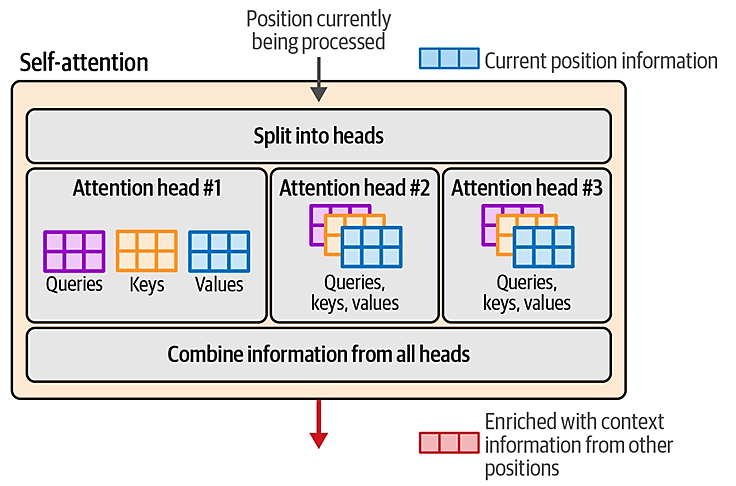 Position currently
being processed
Self-attention
Current position information
Split into heads
Attention head #1
Queries
Keys
Values
Attention head #2
Queries,
keys, values
Attention head #3
Queries,
keys, values
Combine information from all heads
Enriched with context
information from other
positions